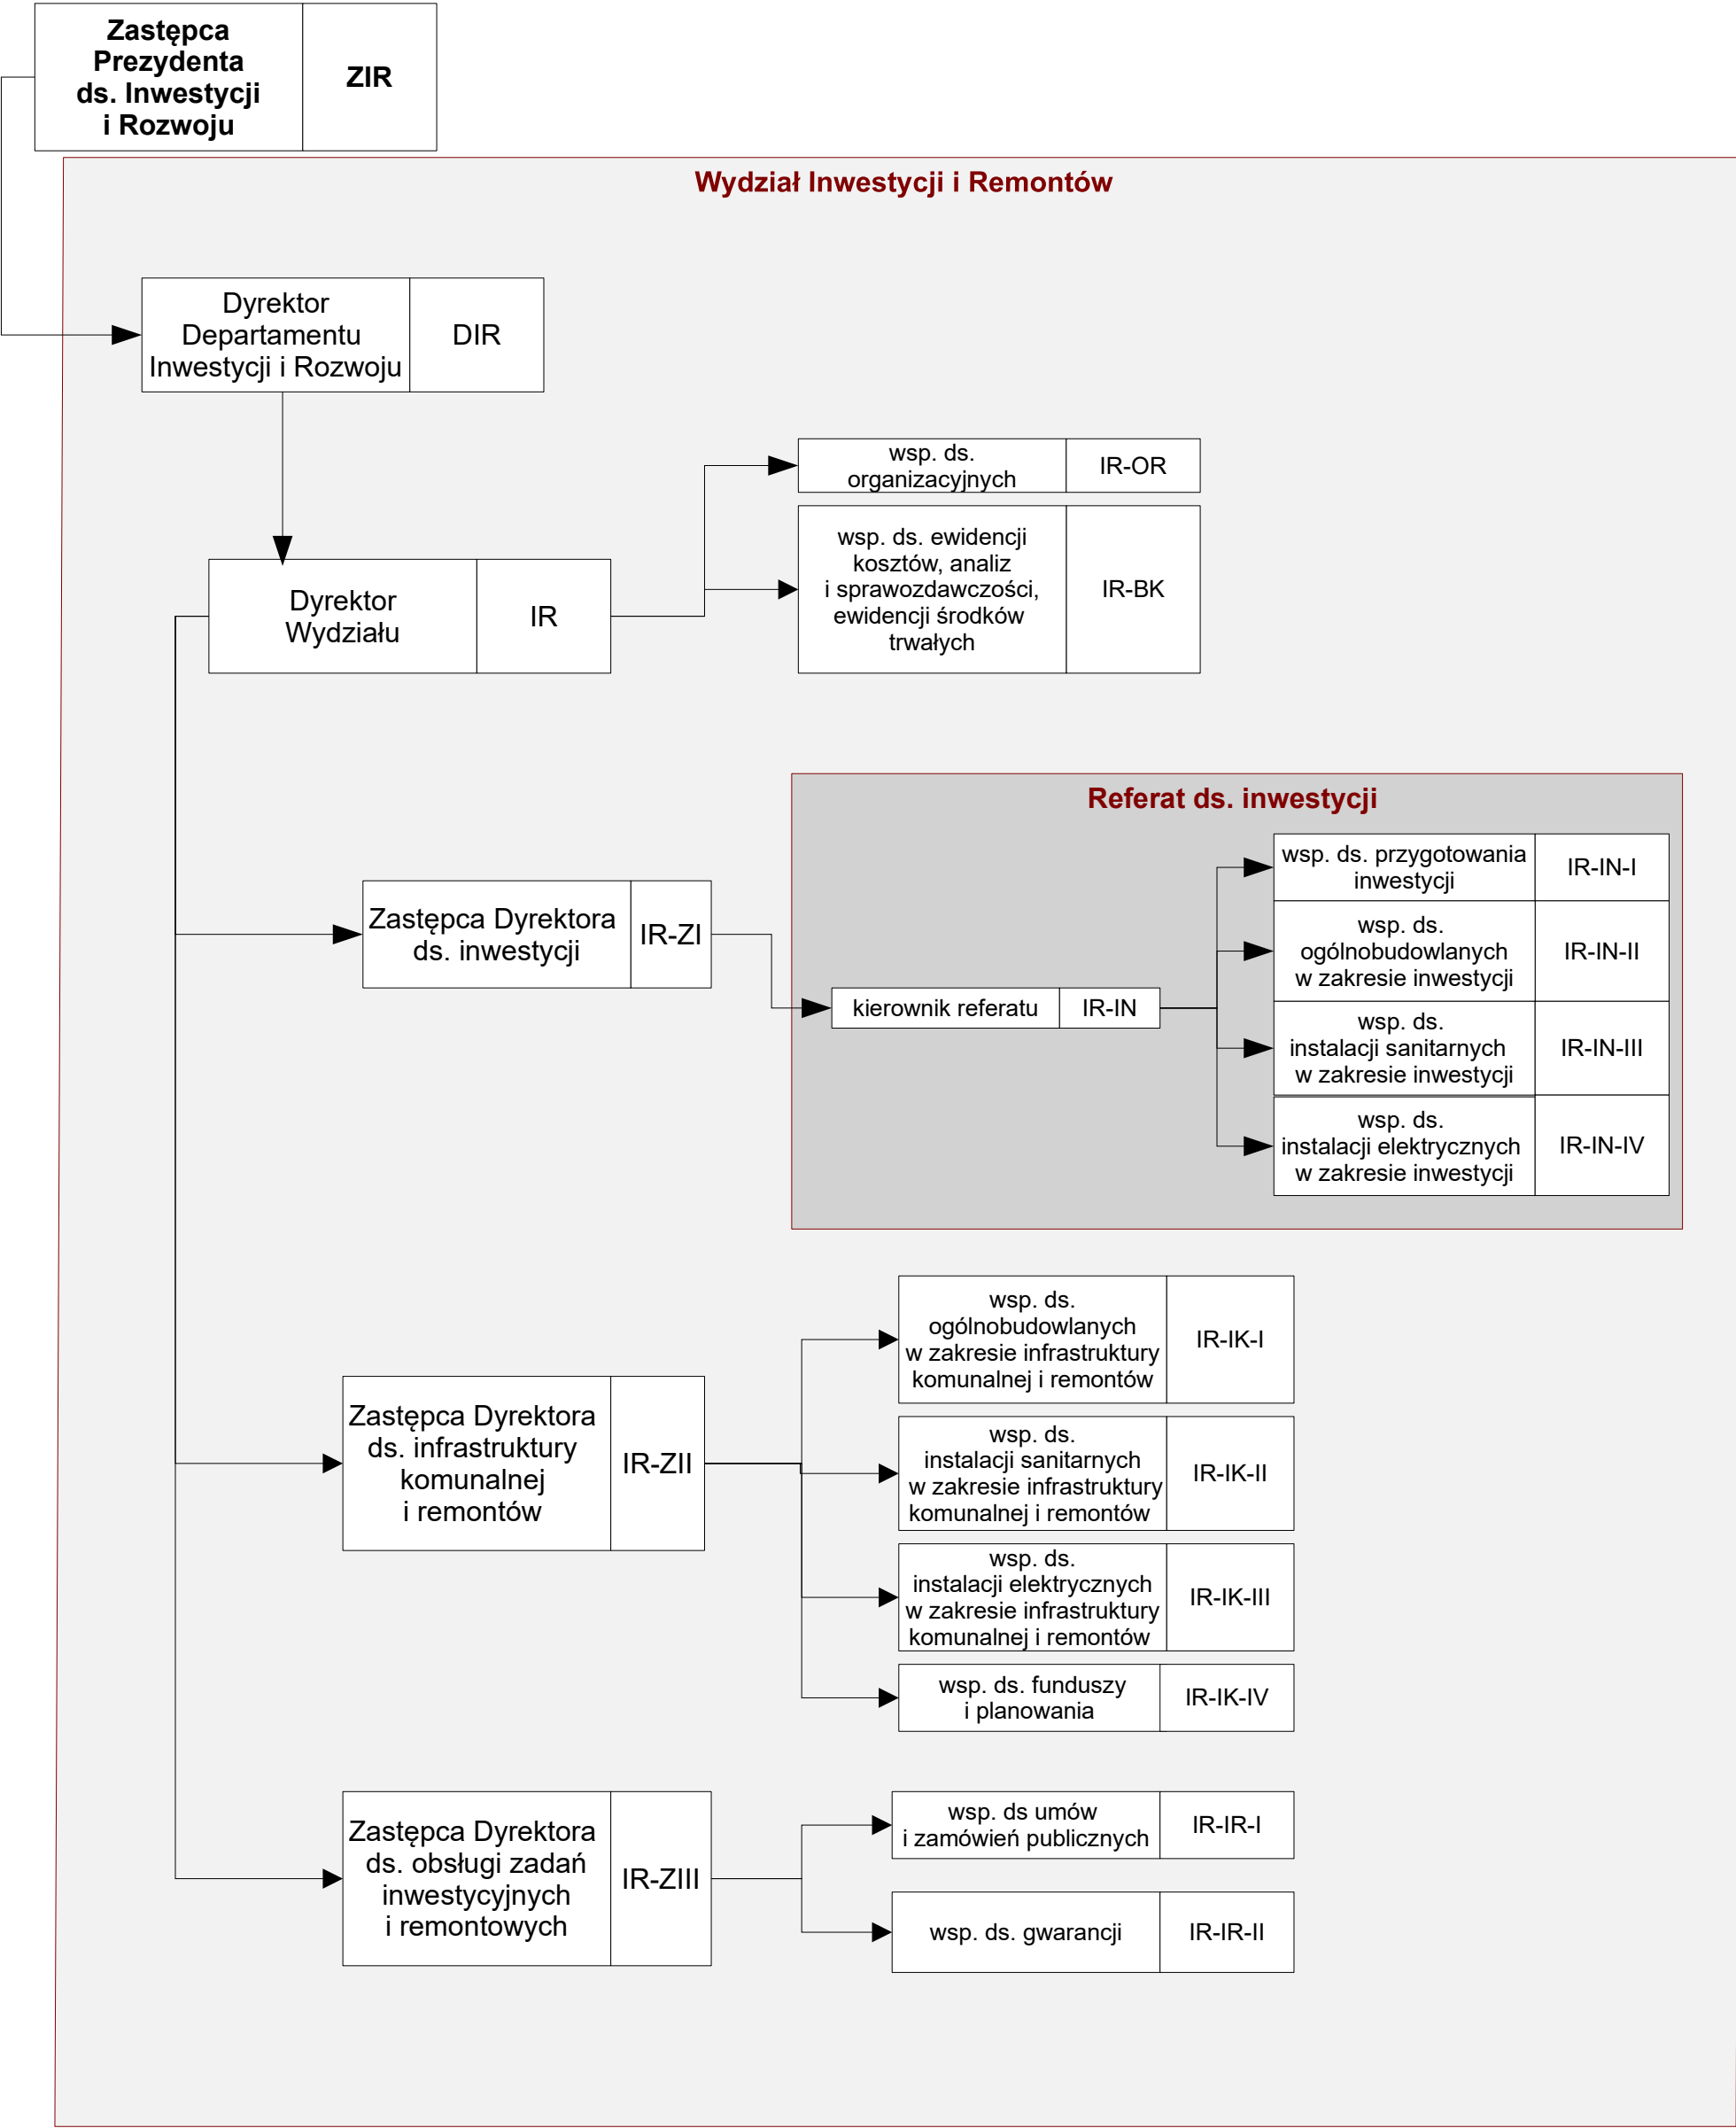 Zastępca
Prezydenta
ds. Inwestycji
i Rozwoju
ZIR
Wydział Inwestycji i Remontów
Dyrektor
Departamentu
Inwestycji i Rozwoju
DIR
wsp. ds.
organizacyjnych
IR-OR
wsp. ds. ewidencji
kosztów, analiz
i sprawozdawczości,
ewidencji środków
trwałych
IR-BK
Dyrektor
Wydziału
IR
Referat ds. inwestycji
wsp. ds. przygotowania
inwestycji
IR-IN-I
wsp. ds.
ogólnobudowlanych
w zakresie inwestycji
IR-IN-II
Zastępca Dyrektora
ds. inwestycji
IR-ZI
kierownik referatu
IR-IN
wsp. ds.
instalacji sanitarnych
w zakresie inwestycji
IR-IN-III
wsp. ds.
instalacji elektrycznych
w zakresie inwestycji
IR-IN-IV
wsp. ds.
ogólnobudowlanych
w zakresie infrastruktury
komunalnej i remontów
IR-IK-I
Zastępca Dyrektora
ds. infrastruktury
komunalnej
i remontów
IR-ZII
wsp. ds.
instalacji sanitarnych
w zakresie infrastruktury
komunalnej i remontów
IR-IK-II
wsp. ds.
instalacji elektrycznych
w zakresie infrastruktury
komunalnej i remontów
IR-IK-III
wsp. ds. funduszy
i planowania
IR-IK-IV
Zastępca Dyrektora
ds. obsługi zadań
inwestycyjnych
i remontowych
IR-ZIII
wsp. ds umów
i zamówień publicznych
IR-IR-I
wsp. ds. gwarancji
IR-IR-II